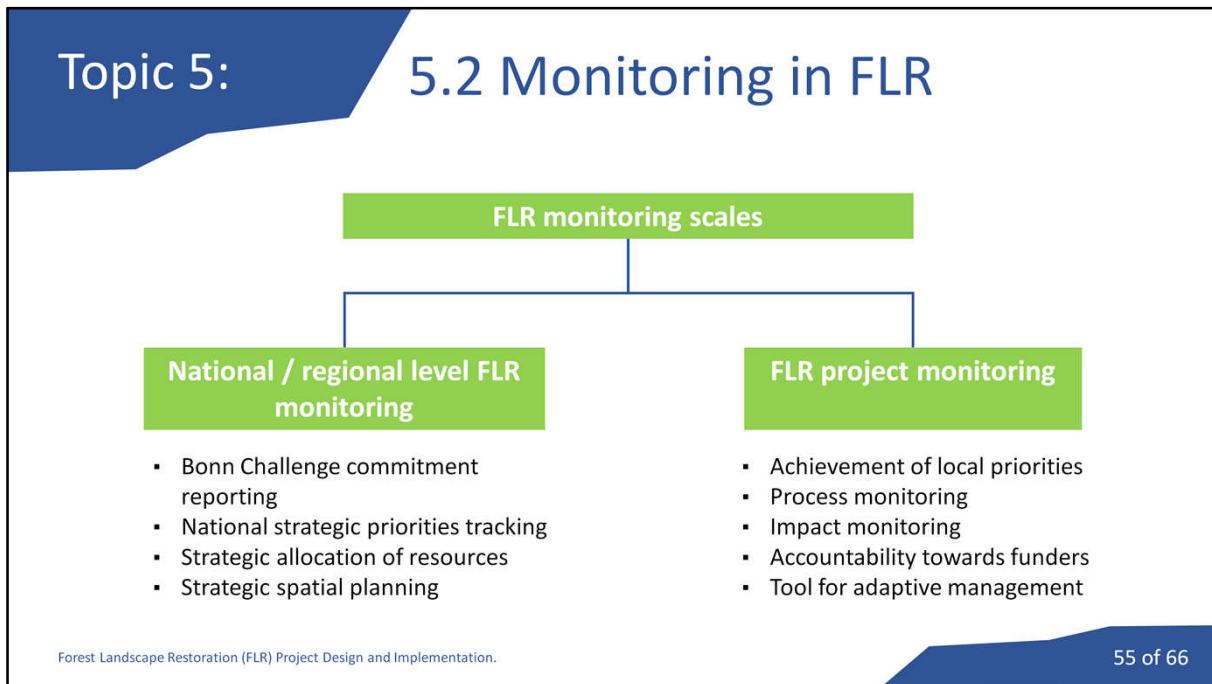 Topic 5:
5.2 Monitoring in FLR
FLR monitoring scales
National / regional level FLR
monitoring
▪ Bonn Challenge commitment
reporting
▪ National strategic priorities tracking
▪ Strategic allocation of resources
▪ Strategic spatial planning
FLR project monitoring
▪ Achievement of local priorities
▪ Process monitoring
▪ Impact monitoring
▪ Accountability towards funders
▪ Tool for adaptive management
Forest Landscape Restoration (FLR) Project Design and Implementation.
55 of 66